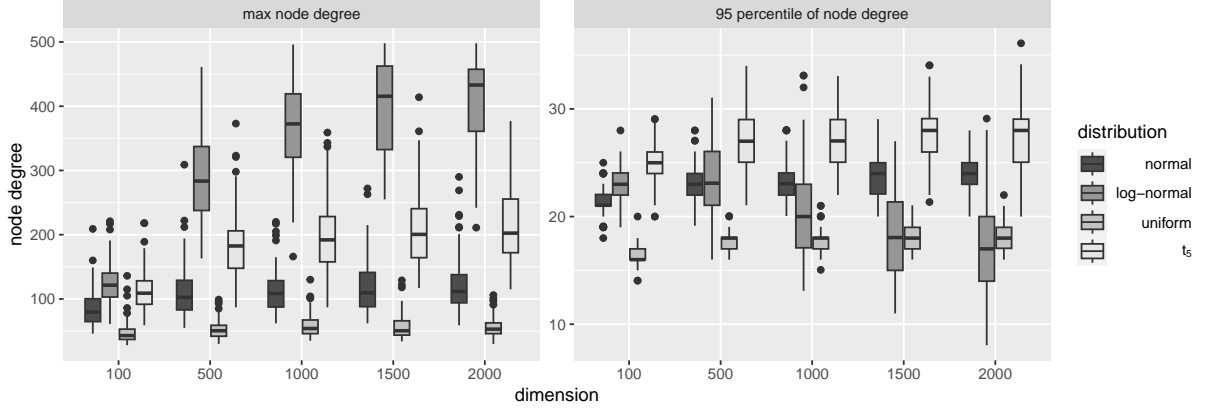 max node degree
95 percentile of node degree
500
400
300
200
100
30
20
10
node degree
100
500
1000
1500
2000
100
500
1000
1500
2000
dimension
distribution
normal
log−normal
uniform
t₅